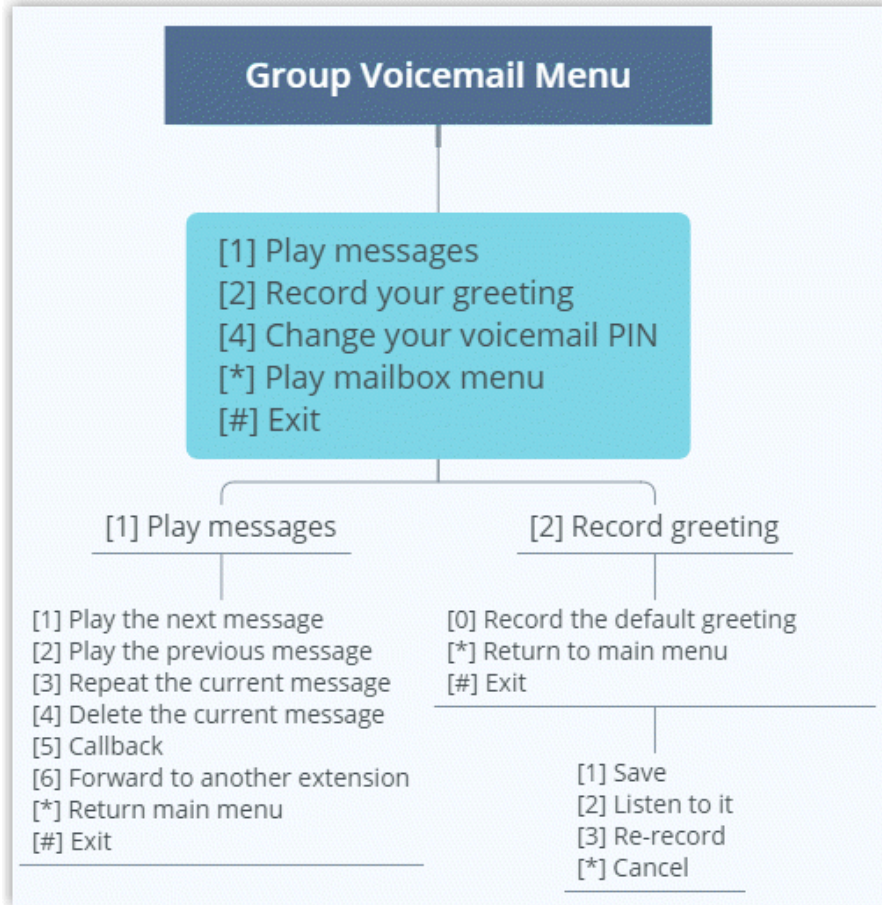 Group Voicemail Menu
[1] Play messages
[2] Record your greeting
[4] Change your voicemail PIN
[*] Play mailbox menu
[#] Exit
[1] Play messages
[1] Play the next message
[2] Play the previous message
[3] Repeat the current message
[4] Delete the current message
[5] Callback
[6] Forward to another extension
[*] Return main menu
[#] Exit
[2] Record greeting
[0] Record the default greeting
[*] Return to main menu
[#] Exit
[1] Save
[2] Listen to it
[3] Re-record
[*] Cancel